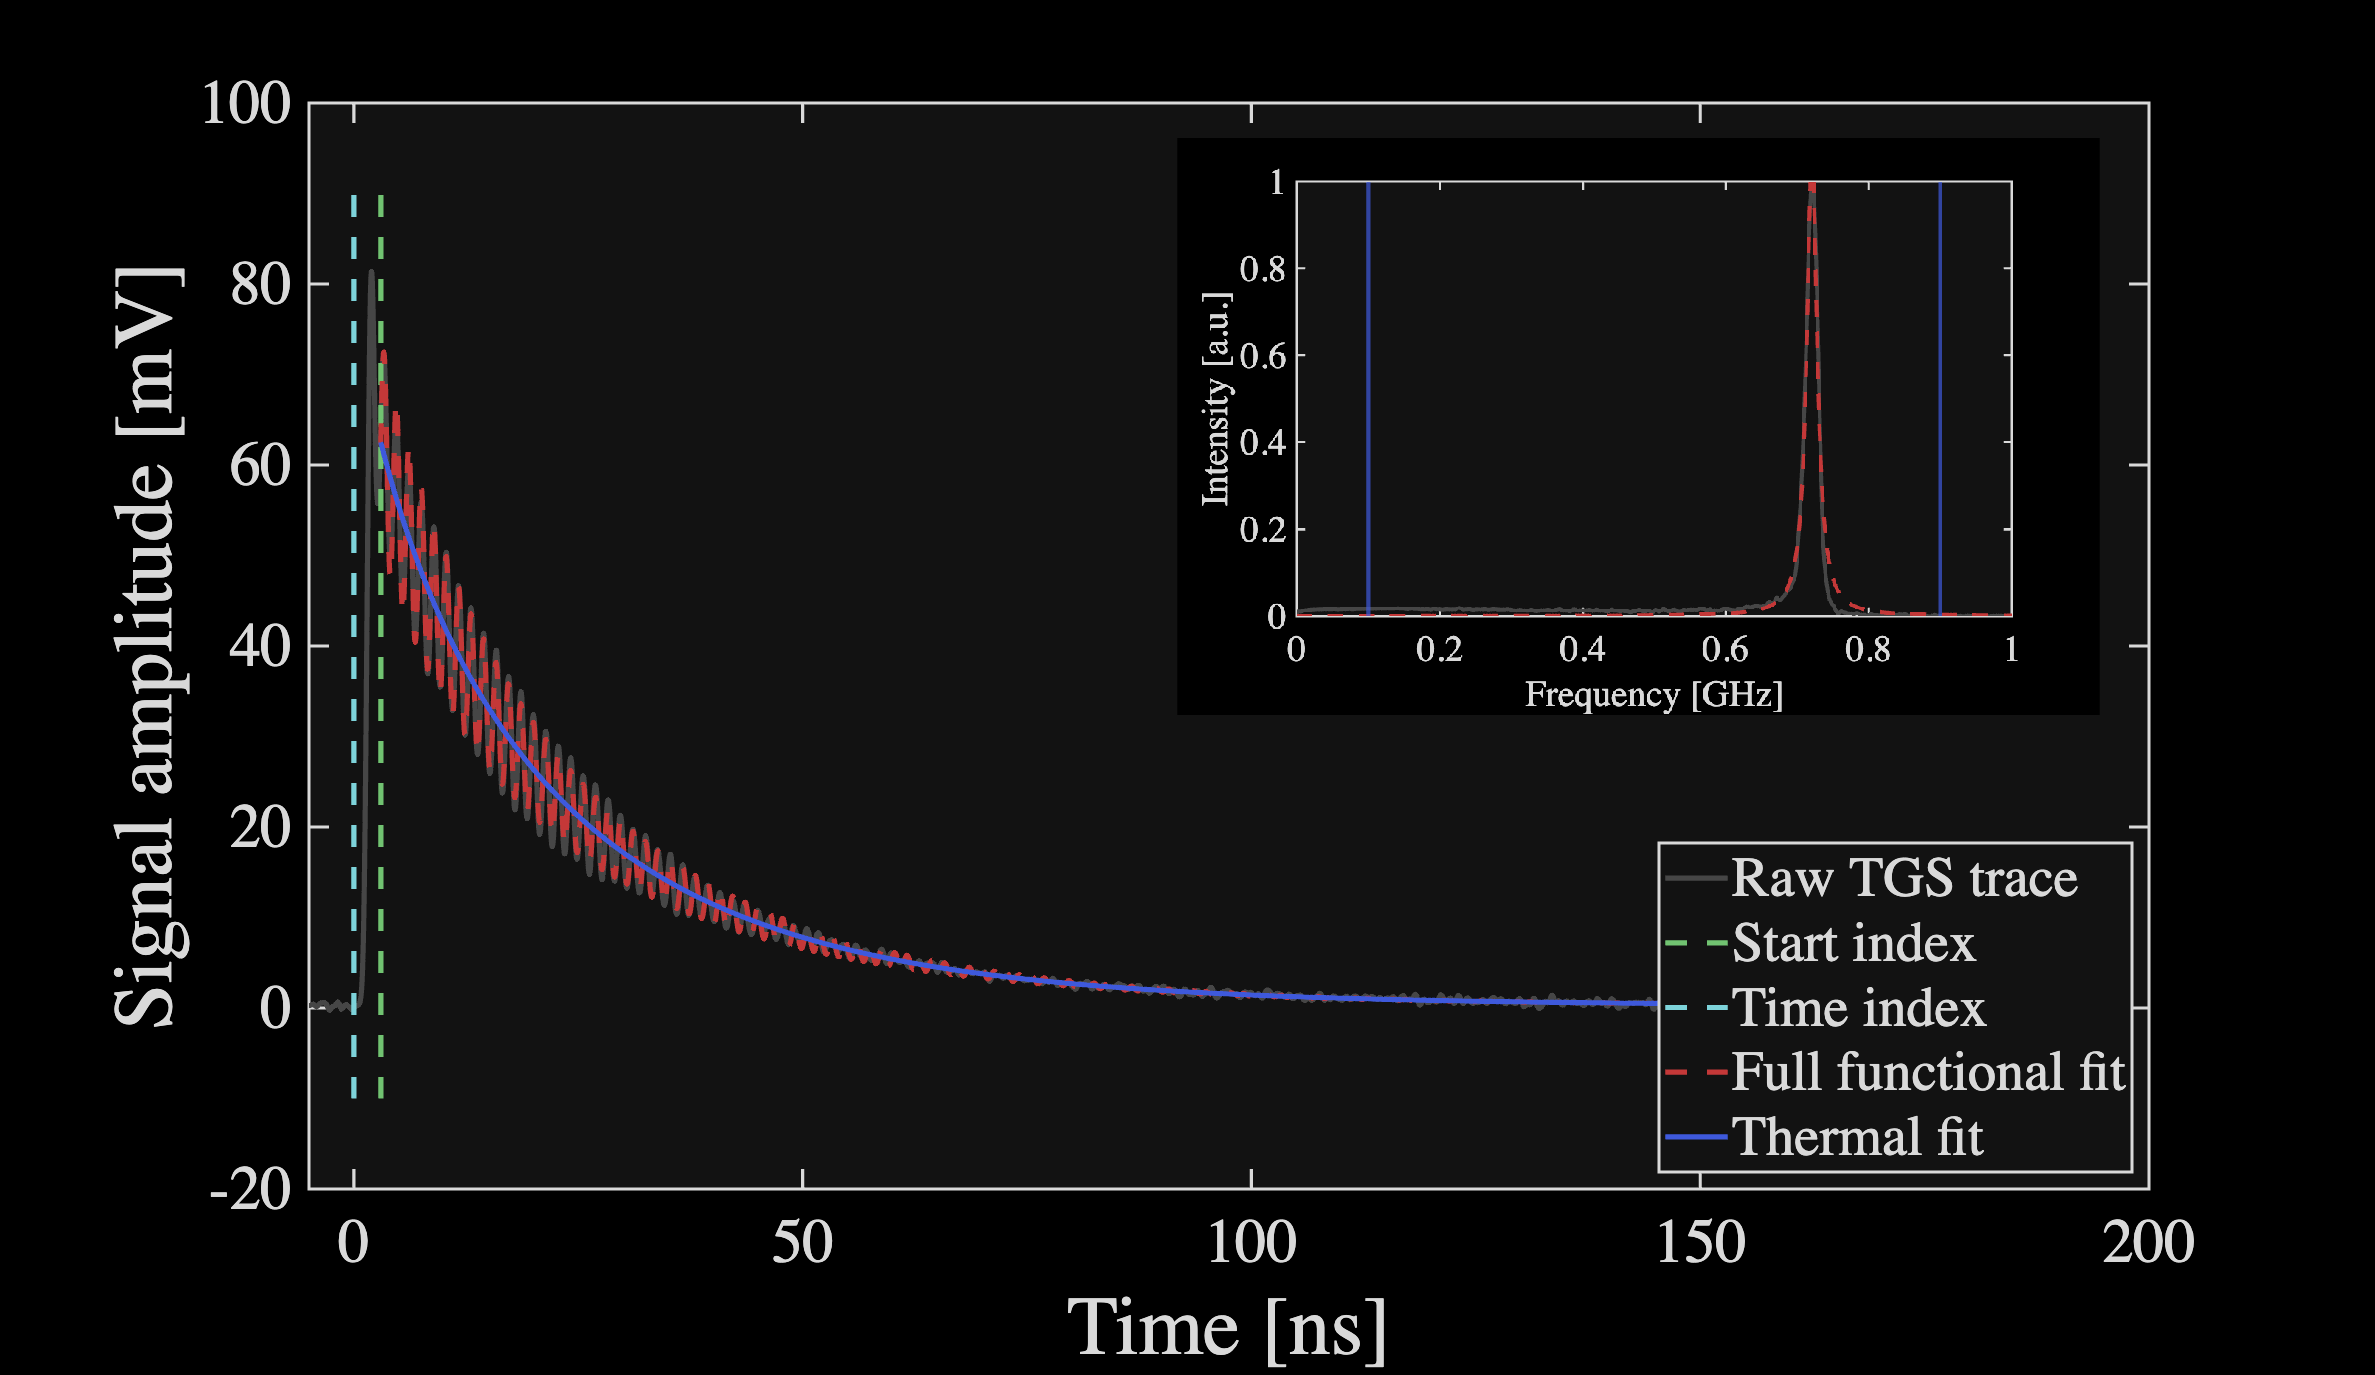 100
80
60
40
20
0
-20
Signal amplitude [mV]
0
50
100
150
200
Time [ns]
1
0.8
0.6
0.4
0.2
0
Intensity [a.u.]
0
0.2
0.4
0.6
0.8
1
Frequency [GHz]
Raw TGS trace
Start index
Time index
Full functional fit
Thermal fit